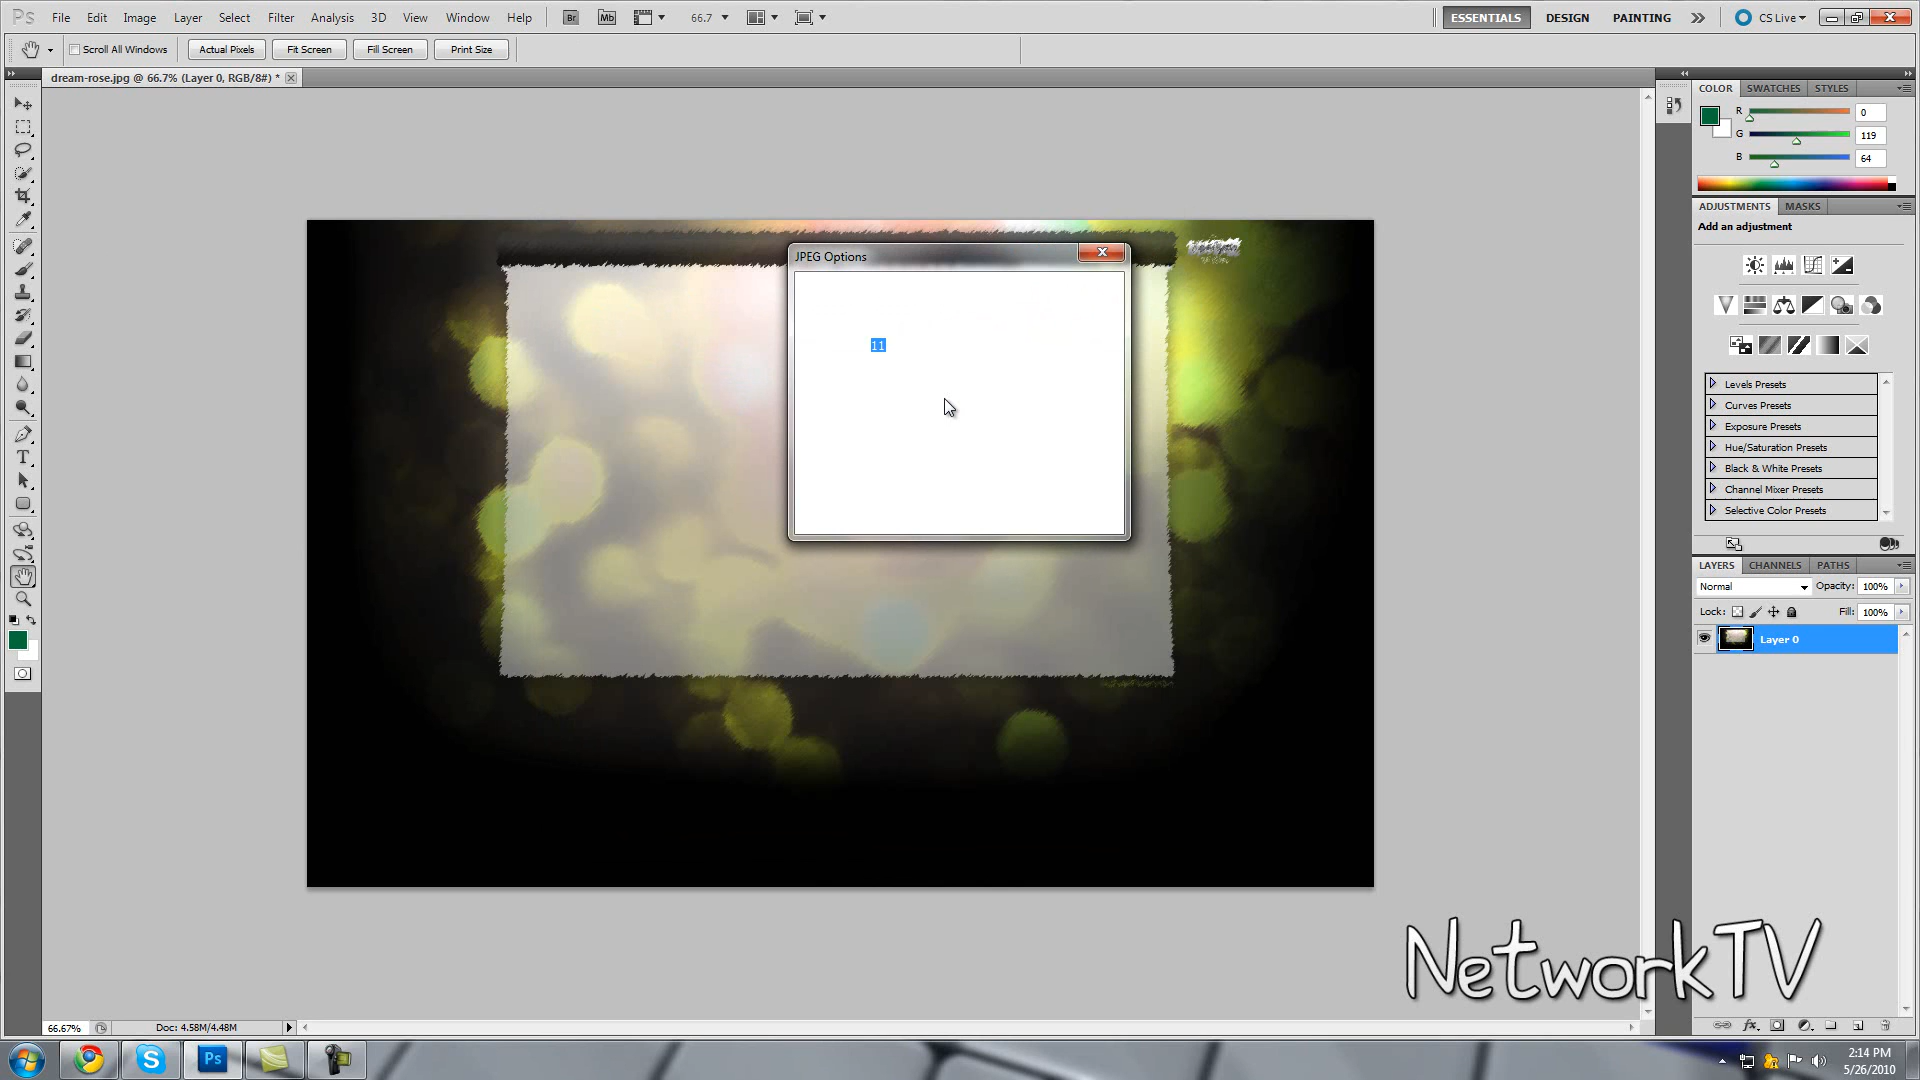 Ps File Edit Image Layer Select Filter Analysis 3D View Window Help Br Mb 66.7 ESSENTIALS DESIGN PAINTING CS Live
Scroll All Windows Actual Pixels Fit Screen Fill Screen Print Size
dream-rose.jpg @ 66.7% (Layer 0, RGB/8#) *
COLOR SWATCHES STYLES
R 0
G 119
B 64
ADJUSTMENTS MASKS
Add an adjustment
JPEG Options
11
Levels Presets
Curves Presets
Exposure Presets
Hue/Saturation Presets
Black & White Presets
Channel Mixer Presets
Selective Color Presets
LAYERS CHANNELS PATHS
Normal Opacity: 100%
Lock: Fill: 100%
Layer 0
NetworkTV
66.67% Doc: 4.58M/4.48M
Ps
2:14 PM
5/26/2010